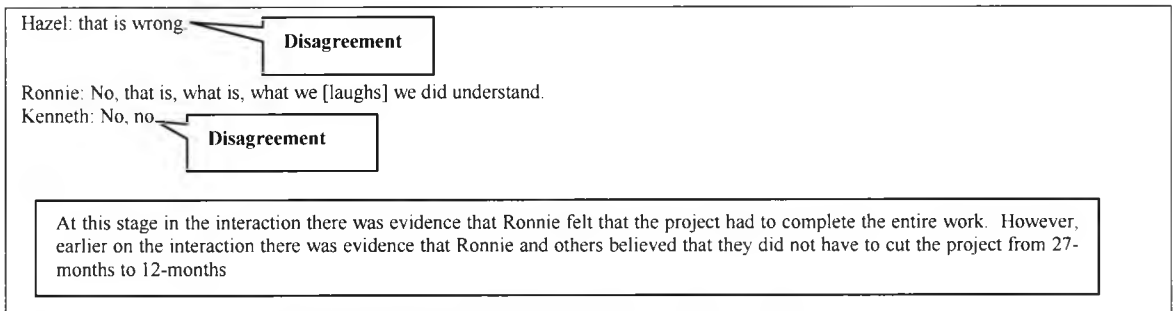 Hazel: that is wrong.
Disagreement
Ronnie: No, that is, what is, what we [laughs] we did understand.
Kenneth: No, no
Disagreement
At this stage in the interaction there was evidence that Ronnie felt that the project had to complete the entire work. However,
earlier on the interaction there was evidence that Ronnie and others believed that they did not have to cut the project from 27-
months to 12-months